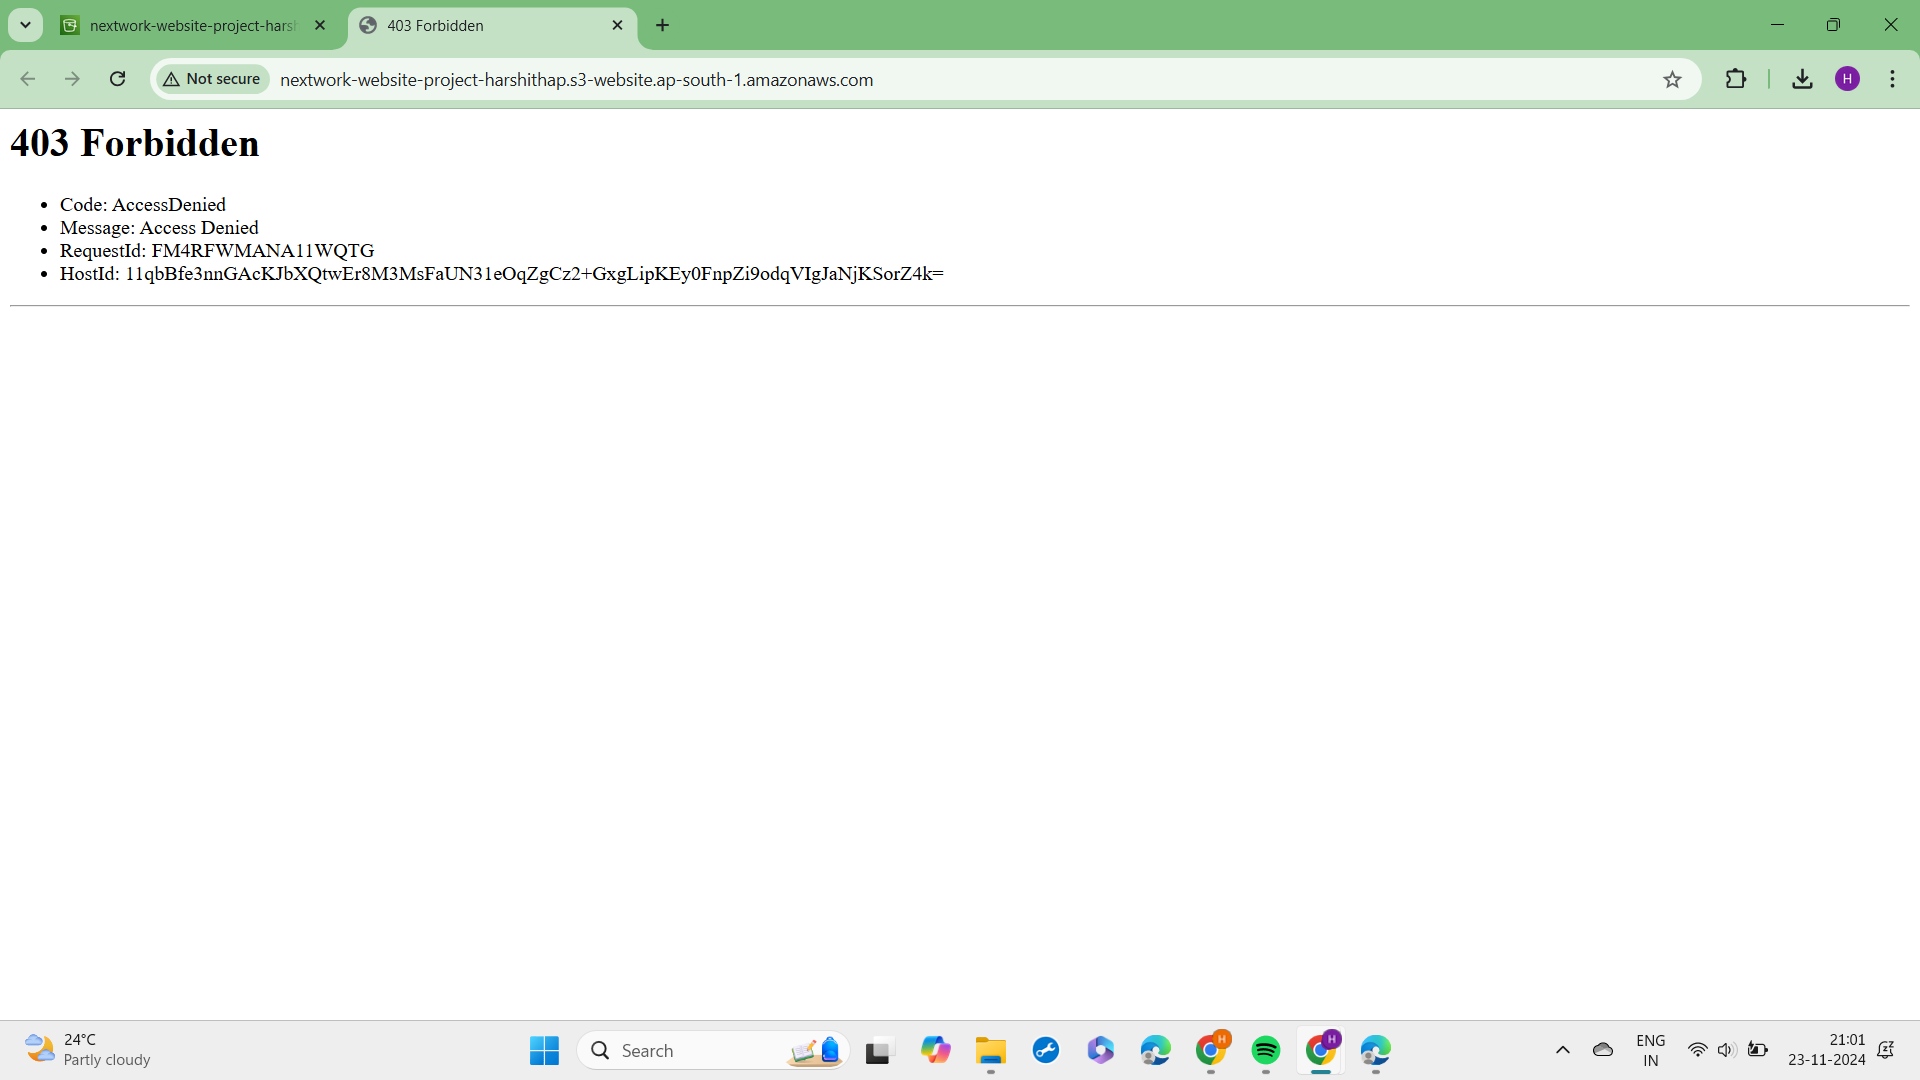 nextwork-website-project-harsh
403 Forbidden
Not secure
nextwork-website-project-harshithap.s3-website.ap-south-1.amazonaws.com
H
403 Forbidden
Code: AccessDenied
Message: Access Denied
RequestId: FM4RFWMANA11WQTG
HostId: 11qbBfe3nnGAcKJbXQtwEr8M3MsFaUN31eOqZgCz2+GxgLipKEy0FnpZi9odqVIgJaNjKSorZ4k=
24°C
Partly cloudy
Search
H
H
ENG
IN
21:01
23-11-2024